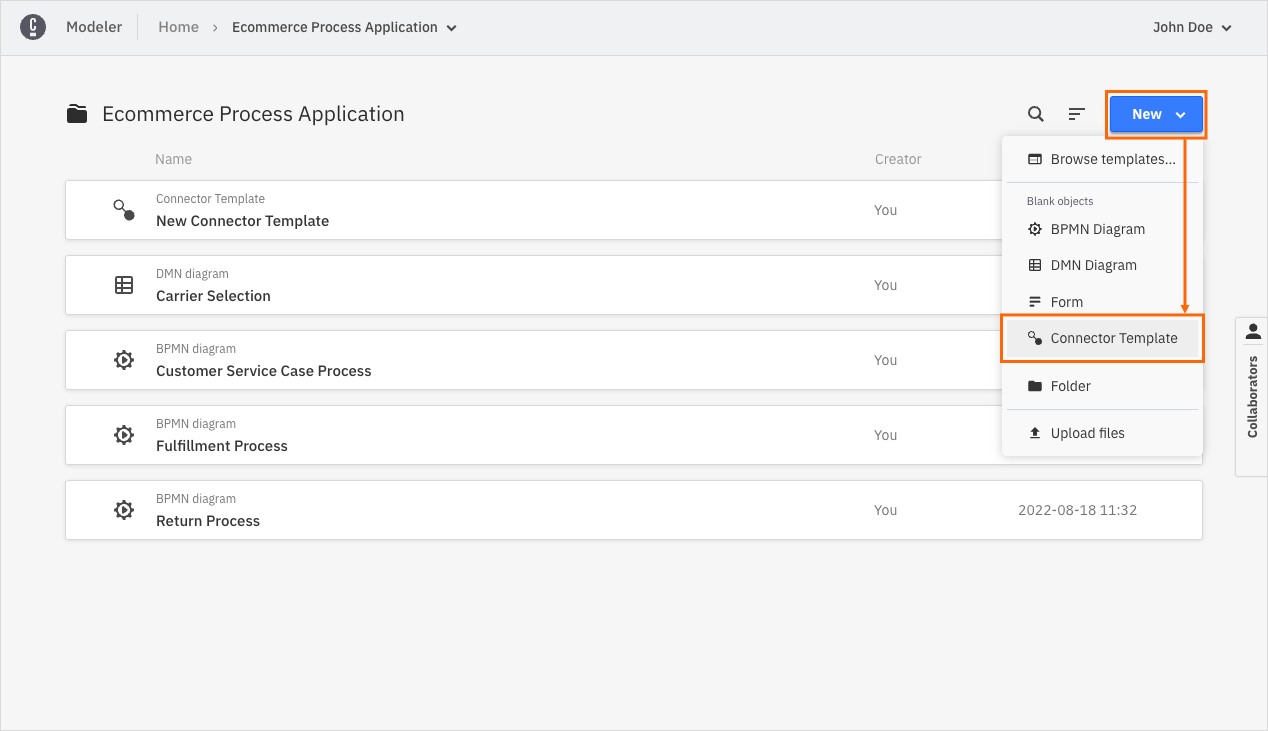 Modeler
Home › Ecommerce Process Application
John Doe
Ecommerce Process Application
New
Name
Creator
Connector Template
New Connector Template
You
DMN diagram
Carrier Selection
You
BPMN diagram
Customer Service Case Process
You
BPMN diagram
Fulfillment Process
You
BPMN diagram
Return Process
You
2022-08-18 11:32
Browse templates...
Blank objects
BPMN Diagram
DMN Diagram
Form
Connector Template
Folder
Upload files
Collaborators